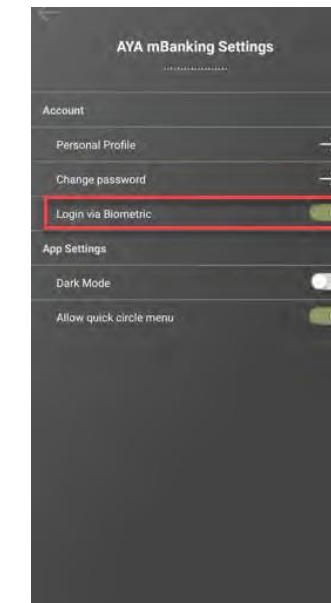 AYA mBanking Settings
Account
Personal Profile
Change password
Login via Biometric
App Settings
Dark Mode
Allow quick circle menu